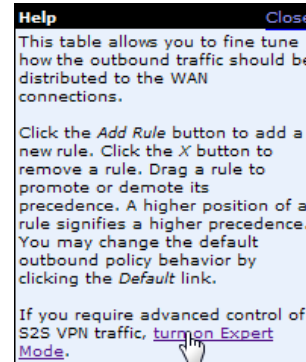 Help Close
This table allows you to fine tune
how the outbound traffic should be
distributed to the WAN
connections.
Click the Add Rule button to add a
new rule. Click the X button to
remove a rule. Drag a rule to
promote or demote its
precedence. A higher position of a
rule signifies a higher precedence.
You may change the default
outbound policy behavior by
clicking the Default link.
If you require advanced control of
S2S VPN traffic, turn on Expert
Mode.